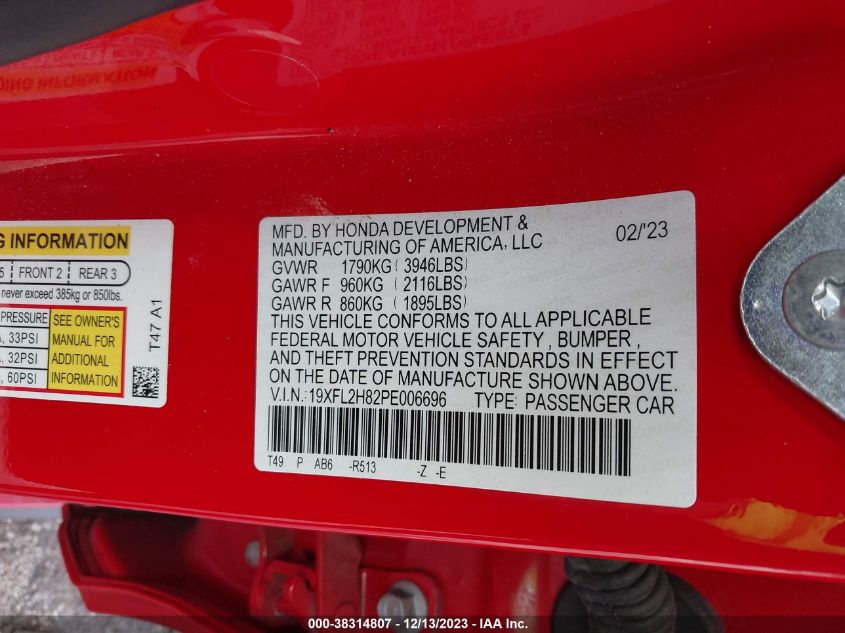 G INFORMATION
5 FRONT 2 REAR 3
never exceed 385kg or 850lbs.
PRESSURE SEE OWNER'S
, 33PSI MANUAL FOR
, 32PSI ADDITIONAL
, 60PSI INFORMATION
T47 A1
MFD. BY HONDA DEVELOPMENT &
MANUFACTURING OF AMERICA, LLC 02/'23
GVWR 1790KG ( 3946LBS)
GAWR F 960KG ( 2116LBS)
GAWR R 860KG ( 1895LBS)
THIS VEHICLE CONFORMS TO ALL APPLICABLE
FEDERAL MOTOR VEHICLE SAFETY , BUMPER ,
AND THEFT PREVENTION STANDARDS IN EFFECT
ON THE DATE OF MANUFACTURE SHOWN ABOVE.
V.I.N.:19XFL2H82PE006696 TYPE: PASSENGER CAR
T49 P AB6 -R513 -Z -E
000-38314807 - 12/13/2023 - IAA Inc.